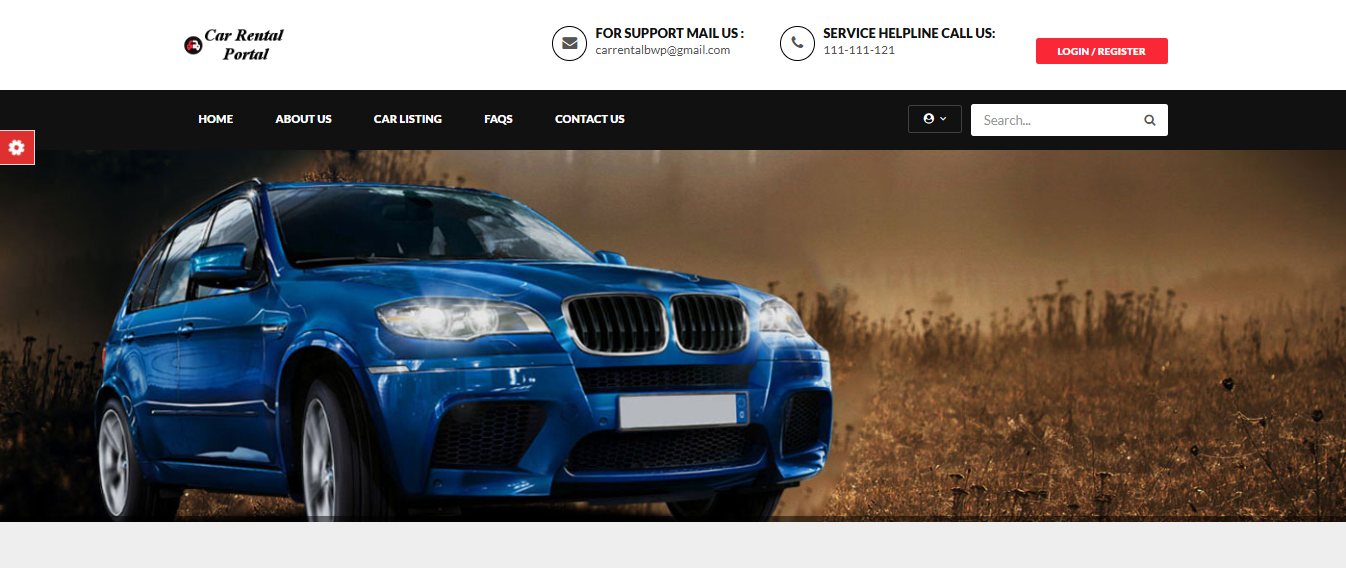 Car Rental
Portal
FOR SUPPORT MAIL US :
carrentalbwp@gmail.com
SERVICE HELPLINE CALL US:
111-111-121
LOGIN / REGISTER
HOME
ABOUT US
CAR LISTING
FAQS
CONTACT US
Search...